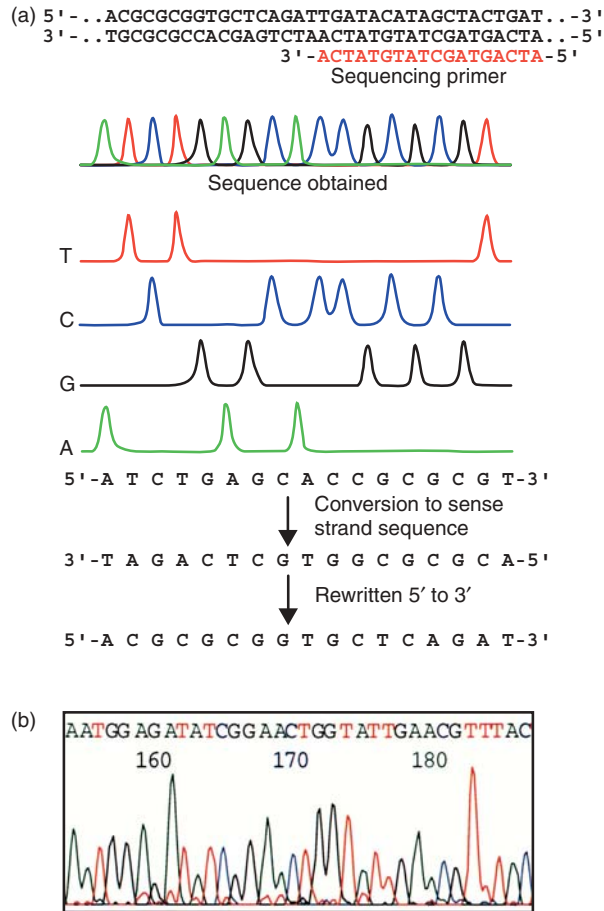 (a) 5'-..ACGCGCGGTGCTCAGATTGATACATAGCTACTGAT..-3'
3'-..TGCGCGCCACGAGTCTAACTATGTATCGATGACTA..-5'
3'-ACTATGTATCGATGACTA-5'
Sequencing primer
Sequence obtained
T
C
G
A
5'-A T C T G A G C A C C G C G C G T-3'
Conversion to sense
strand sequence
3'-T A G A C T C G T G G C G C G C A-5'
Rewritten 5′ to 3′
5'-A C G C G C G G T G C T C A G A T-3'
(b)
AATGGAGATATCGGAACTGGTATTGAACGTTTAC
160 170 180